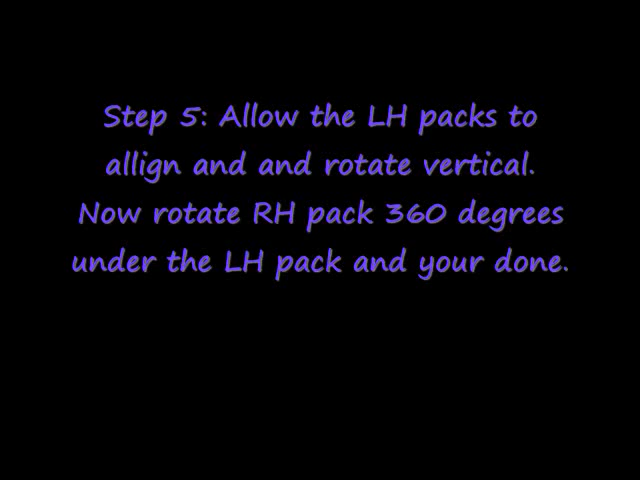 Step 5: Allow the LH packs to
allign and and rotate vertical.
Now rotate RH pack 360 degrees
under the LH pack and your done.